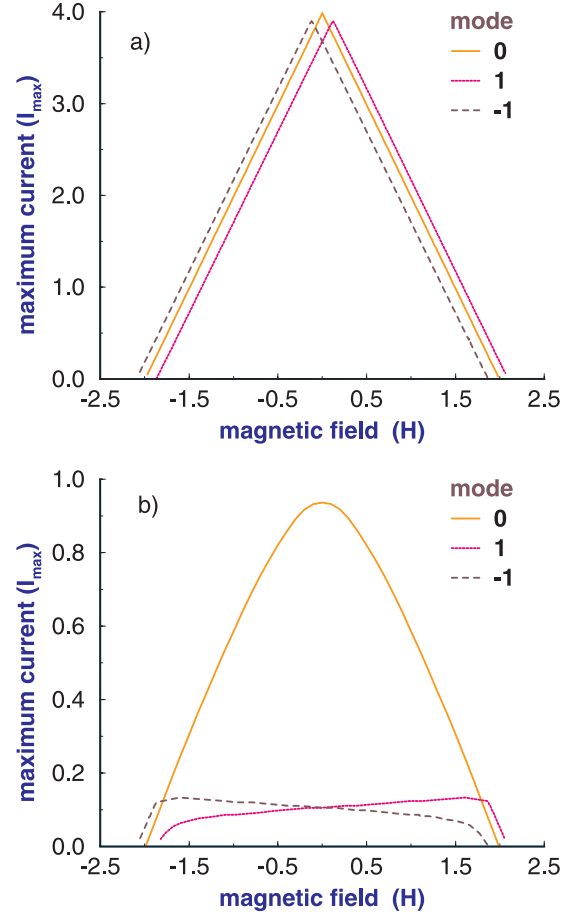 a)
mode
0
1
-1
maximum current (I_max)
4.0
3.0
2.0
1.0
0.0
-2.5 -1.5 -0.5 0.5 1.5 2.5
magnetic field (H)
b)
mode
0
1
-1
maximum current (I_max)
1.0
0.8
0.6
0.4
0.2
0.0
-2.5 -1.5 -0.5 0.5 1.5 2.5
magnetic field (H)